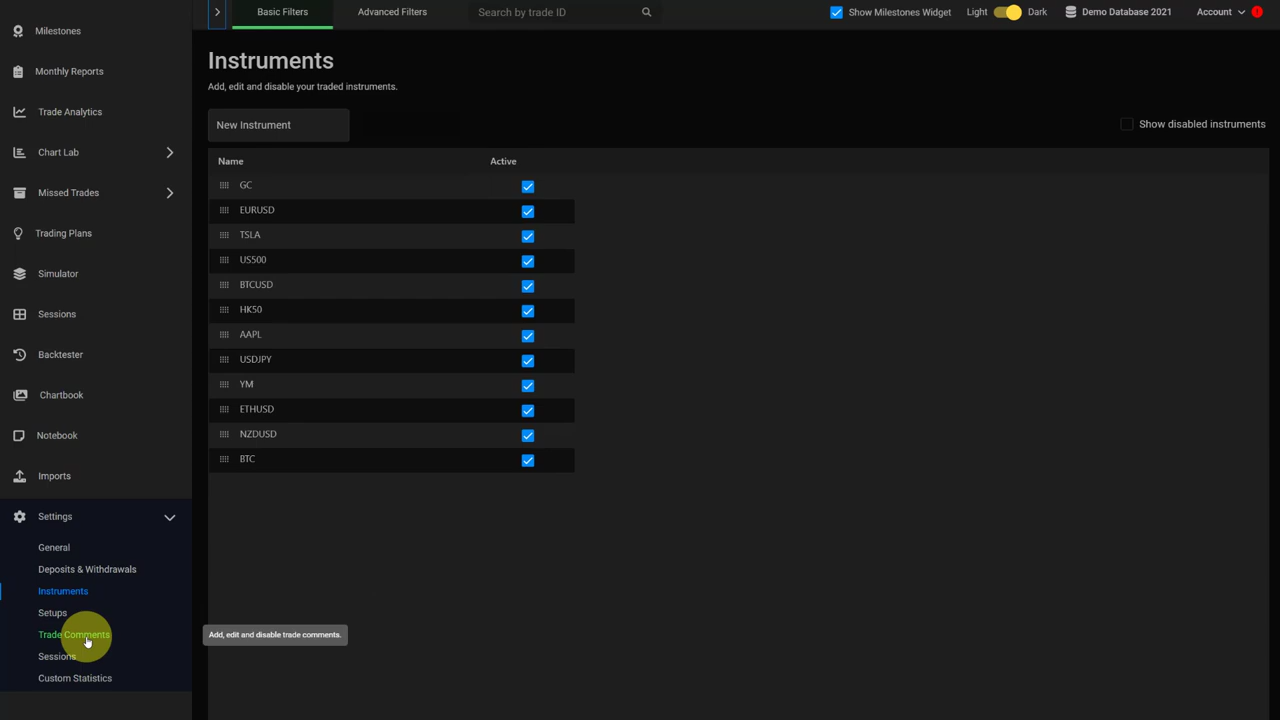 Milestones
Monthly Reports
Trade Analytics
Chart Lab
Missed Trades
Trading Plans
Simulator
Sessions
Backtester
Chartbook
Notebook
Imports
Settings
General
Deposits & Withdrawals
Instruments
Setups
Trade Comments
Sessions
Custom Statistics
Basic Filters
Advanced Filters
Search by trade ID
Show Milestones Widget
Light
Dark
Demo Database 2021
Account
!
Instruments
Add, edit and disable your traded instruments.
New Instrument
Show disabled instruments
Name Active
GC
EURUSD
TSLA
US500
BTCUSD
HK50
AAPL
USDJPY
YM
ETHUSD
NZDUSD
BTC
Add, edit and disable trade comments.